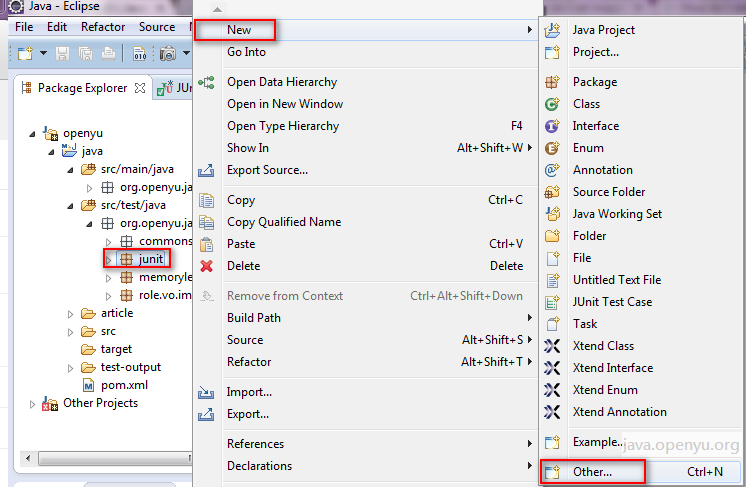 Java - Eclipse
File Edit Refactor Source
Package Explorer
openyu
java
src/main/java
org.openyu.ja
src/test/java
org.openyu.ja
commons
junit
memoryle
role.vo.im
article
src
target
test-output
pom.xml
Other Projects
New
Go Into
Open Data Hierarchy
Open in New Window
Open Type Hierarchy F4
Show In Alt+Shift+W
Export Source...
Copy Ctrl+C
Copy Qualified Name
Paste Ctrl+V
Delete Delete
Remove from Context Ctrl+Alt+Shift+Down
Build Path
Source Alt+Shift+S
Refactor Alt+Shift+T
Import...
Export...
References
Declarations
Java Project
Project...
Package
Class
Interface
Enum
Annotation
Source Folder
Java Working Set
Folder
File
Untitled Text File
JUnit Test Case
Task
Xtend Class
Xtend Interface
Xtend Enum
Xtend Annotation
Example...
java.openyu.org
Other... Ctrl+N